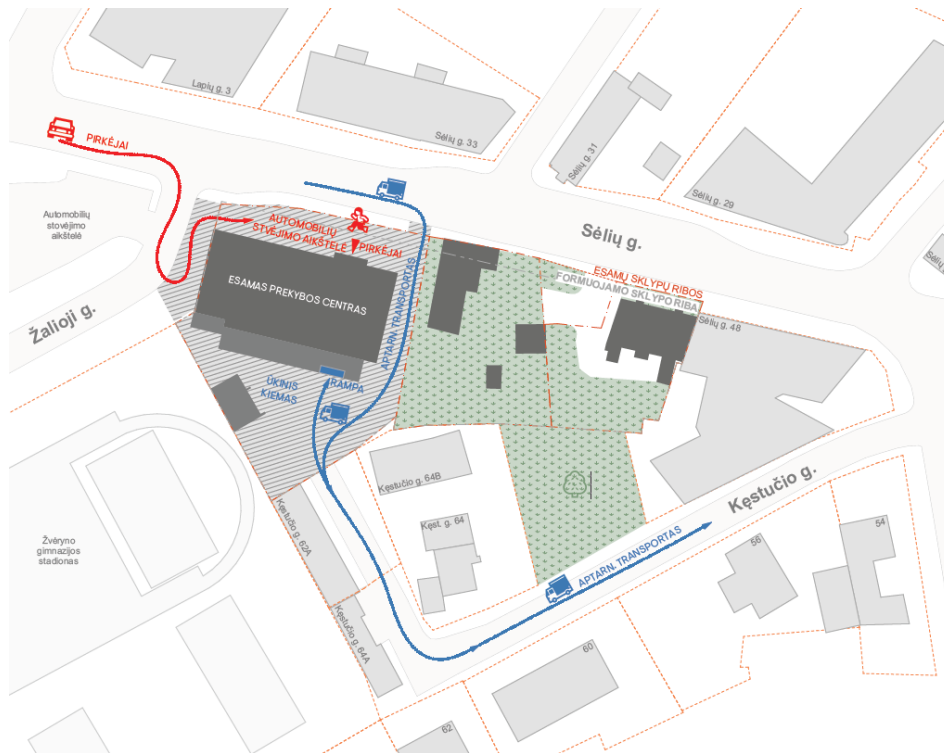 Lapių g. 3
Sėlių g. 33
Sėlių g. 31
Sėlių g. 29
PIRKĖJAI
Automobilių
stovėjimo
aikštelė
AUTOMOBILIŲ
STVĖJIMO AIKŠTELĖ
PIRKĖJAI
Sėlių g.
ESAMŲ SKLYPŲ RIBOS
FORMUOJAMO SKLYPO RIBA
Sėlių g. 48
ESAMAS PREKYBOS CENTRAS
APTARN. TRANSPORTAS
Žalioji g.
ŪKINIS
KIEMAS
RAMPA
Kęstučio g. 64B
Kęstučio g.
Kęstučio g. 62A
Kęst. g. 64
Žvėryno
gimnazijos
stadionas
APTARN. TRANSPORTAS
56
54
Kęstučio g. 64A
60
62